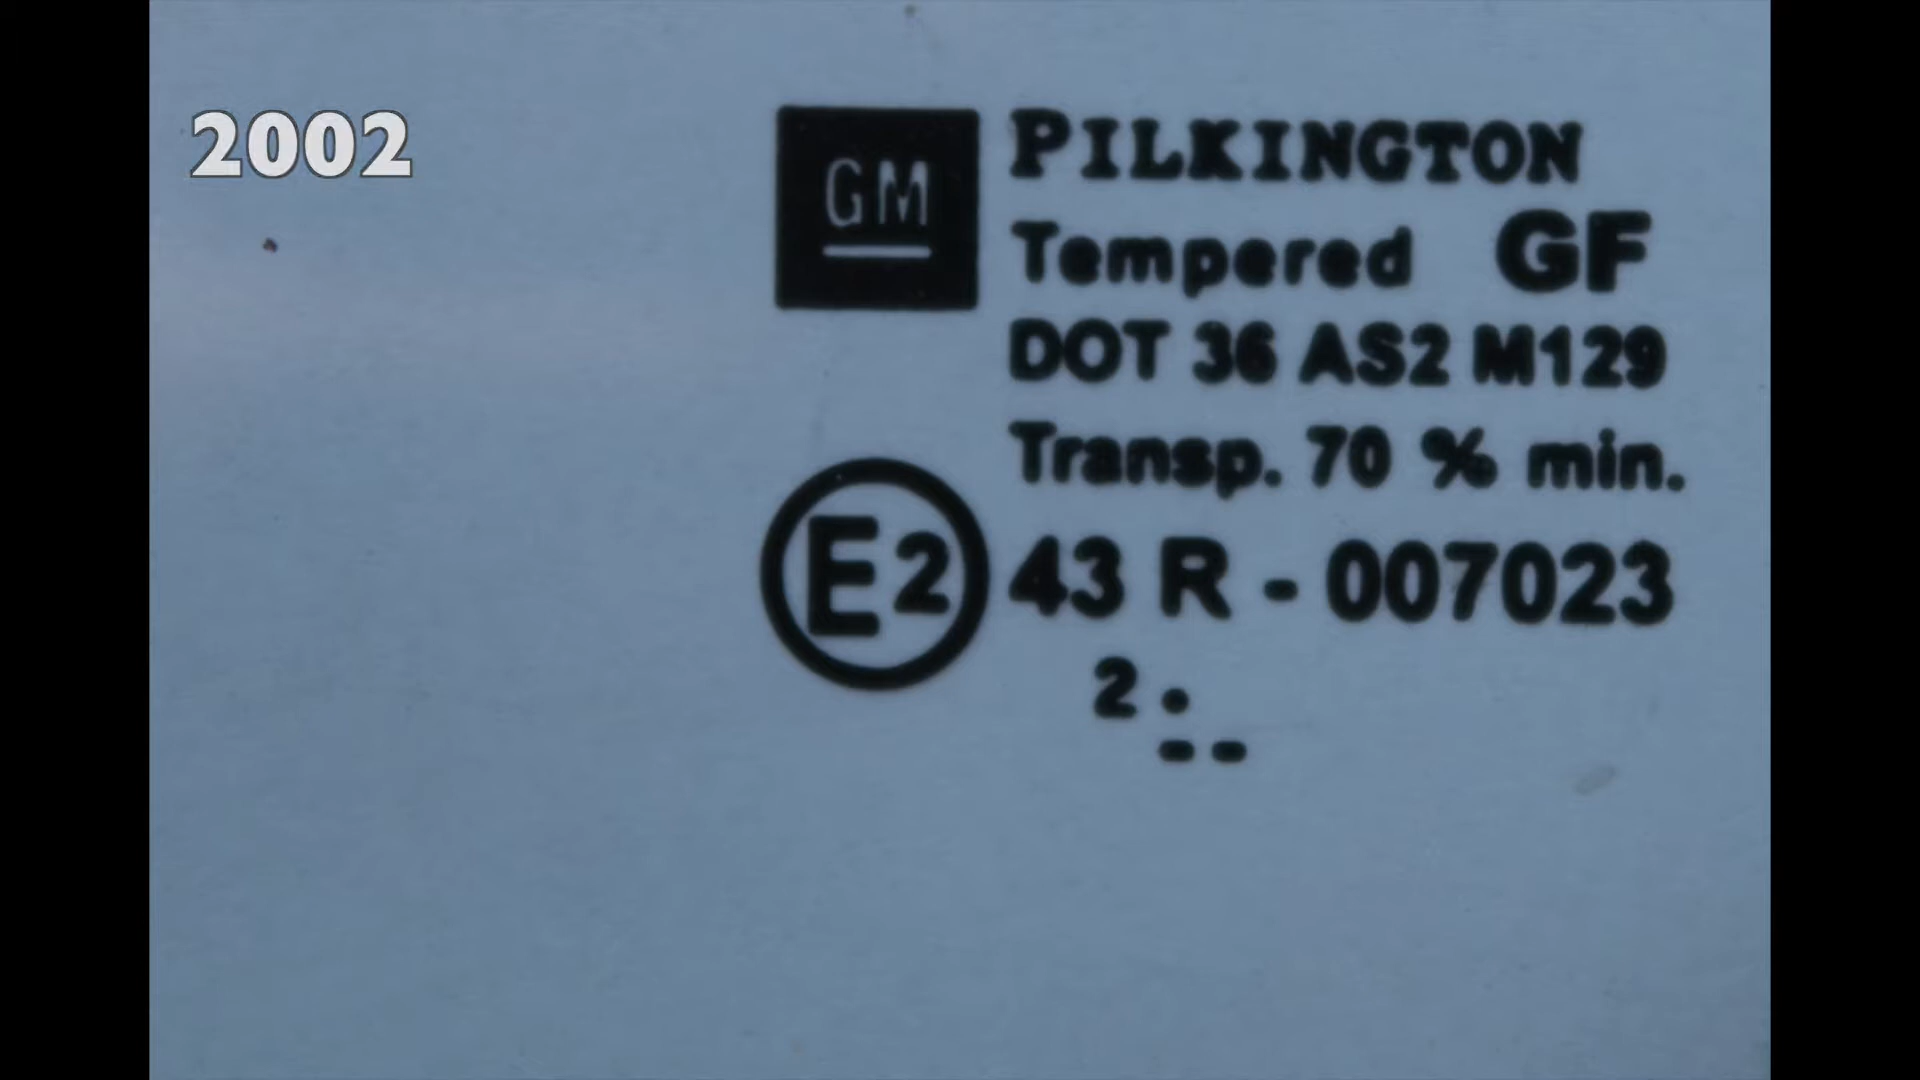 2002
GM
PILKINGTON
Tempered GF
DOT 36 AS2 M129
Transp. 70 % min.
E2 43 R - 007023
2 .
- -